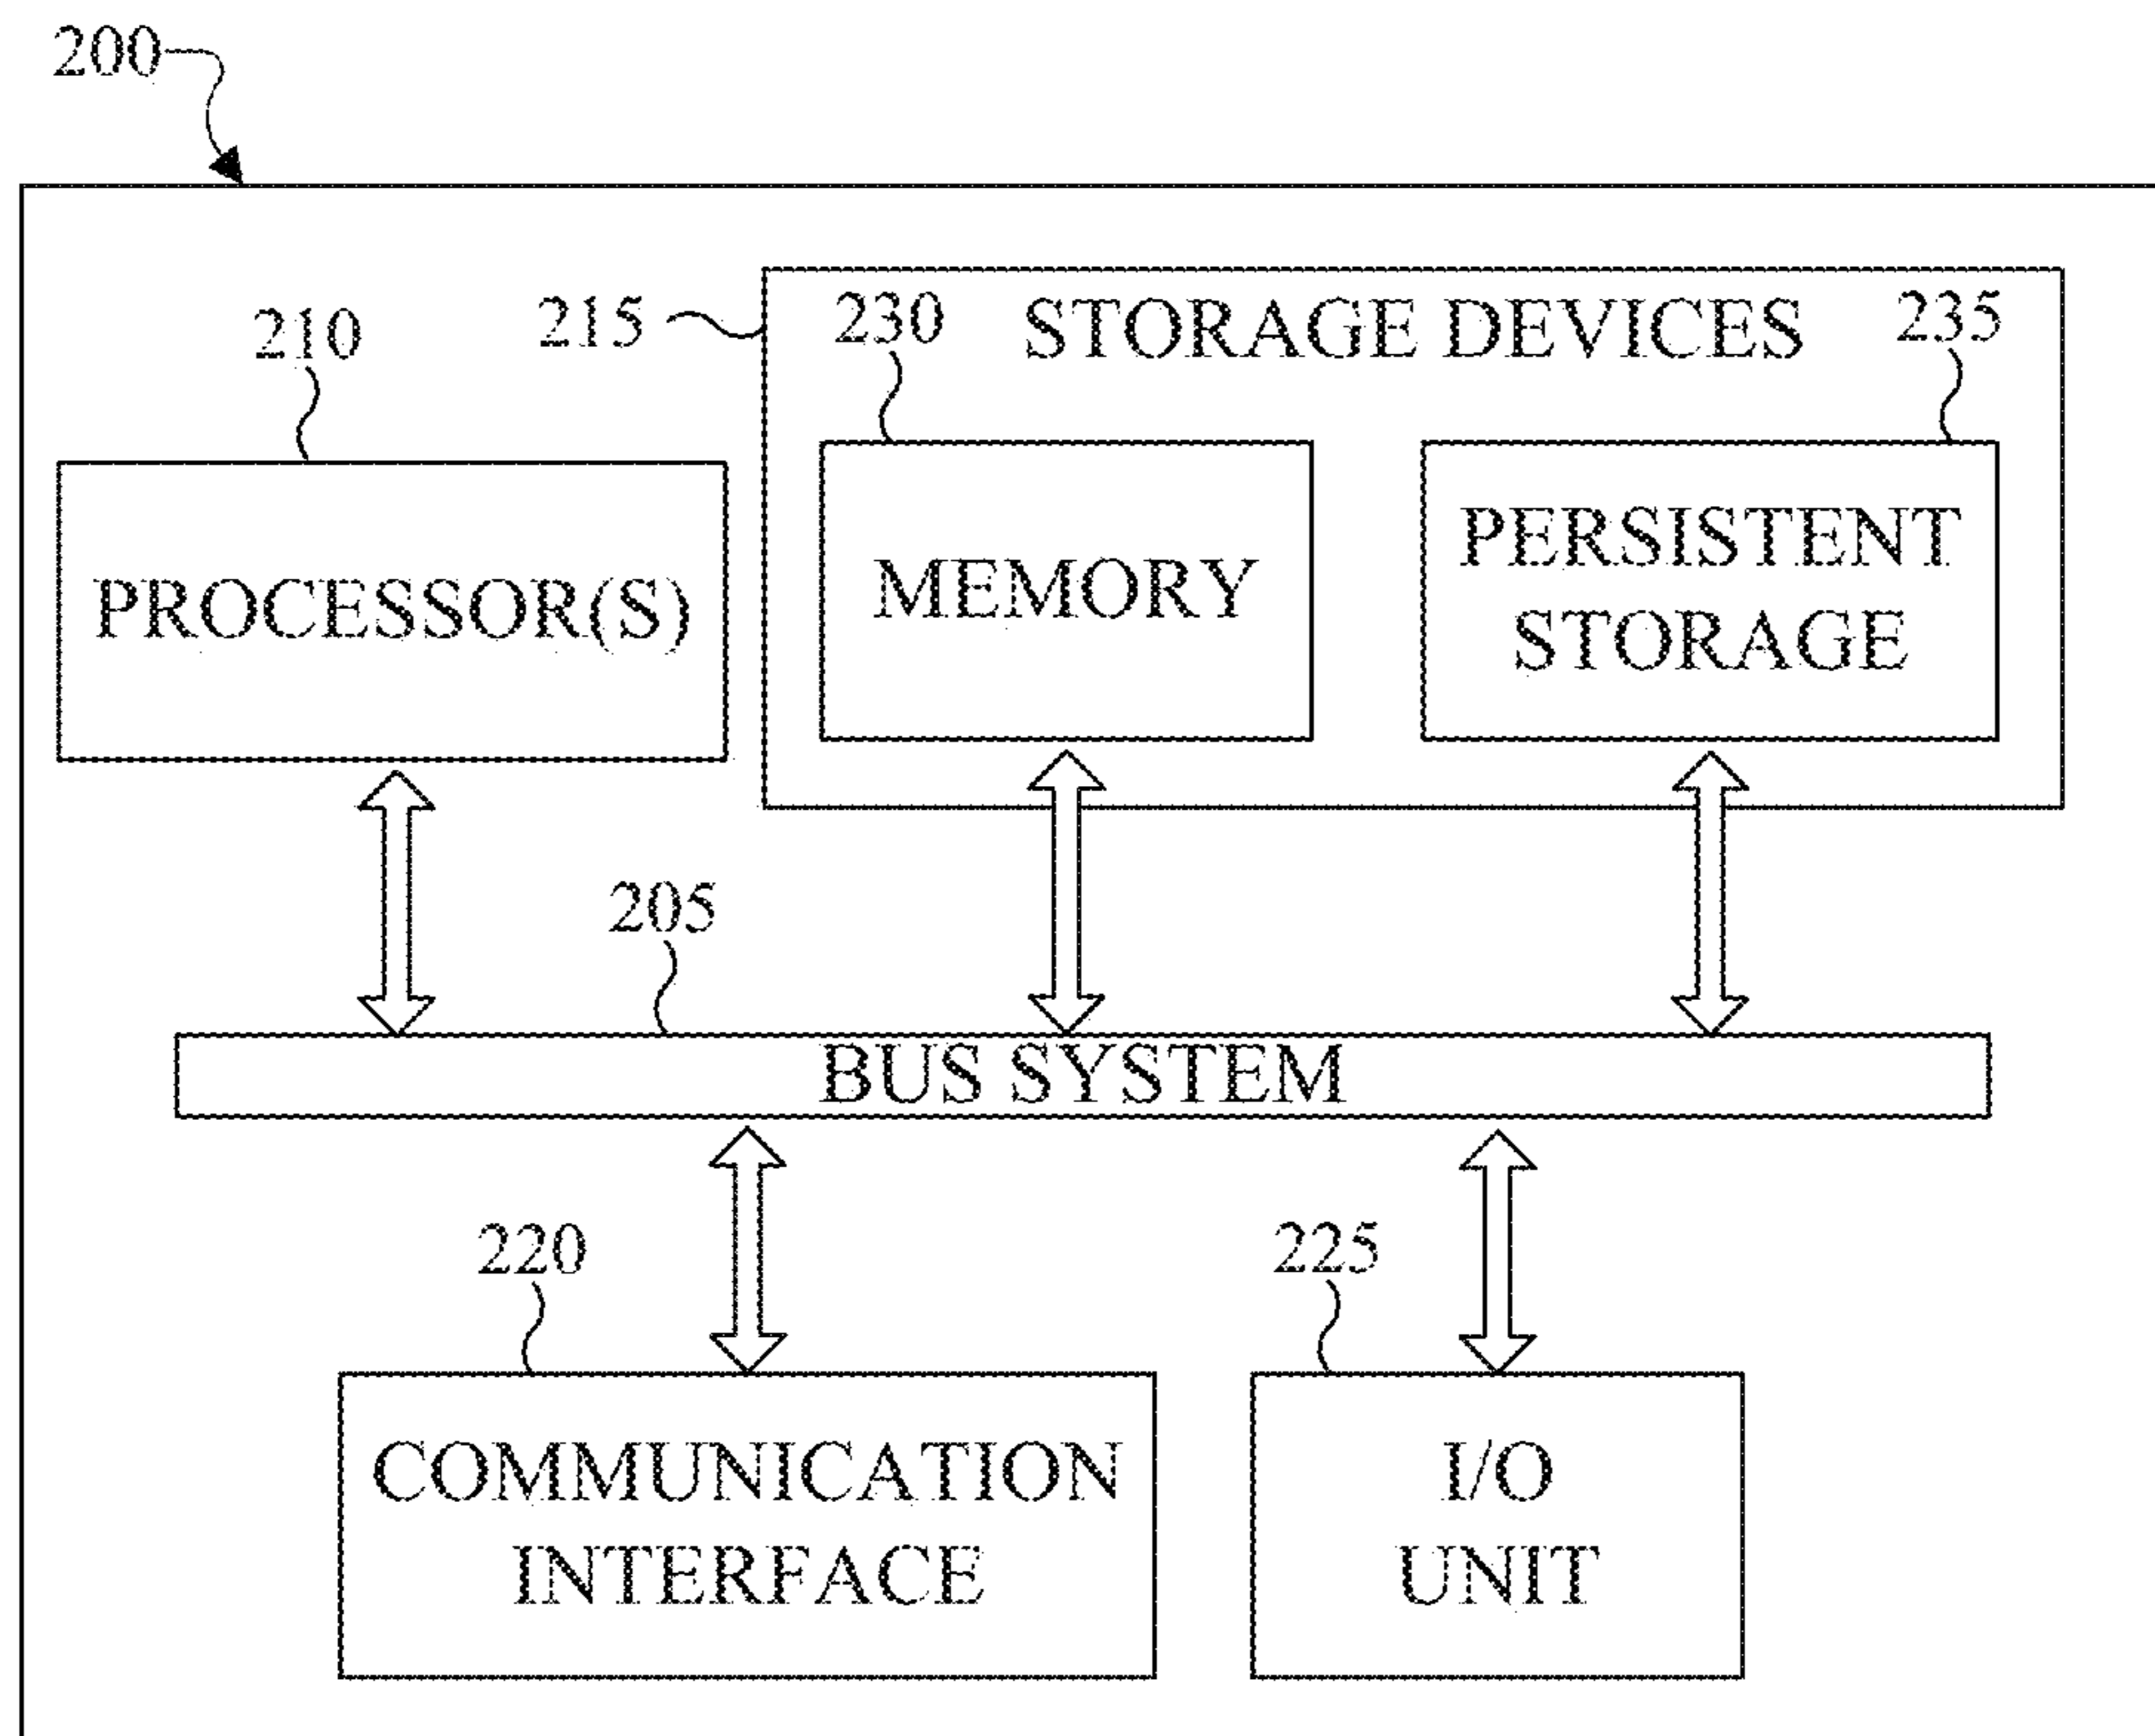 200
210
215
230
STORAGE DEVICES
235
PROCESSOR(S)
MEMORY
PERSISTENT
STORAGE
205
BUS SYSTEM
220
225
COMMUNICATION
INTERFACE
I/O
UNIT